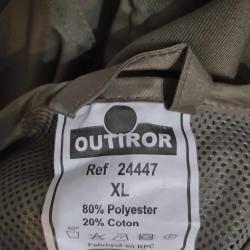 OUTIROR
Ref 24447
XL
80% Polyester
20% Coton
Fabriqué en RPC